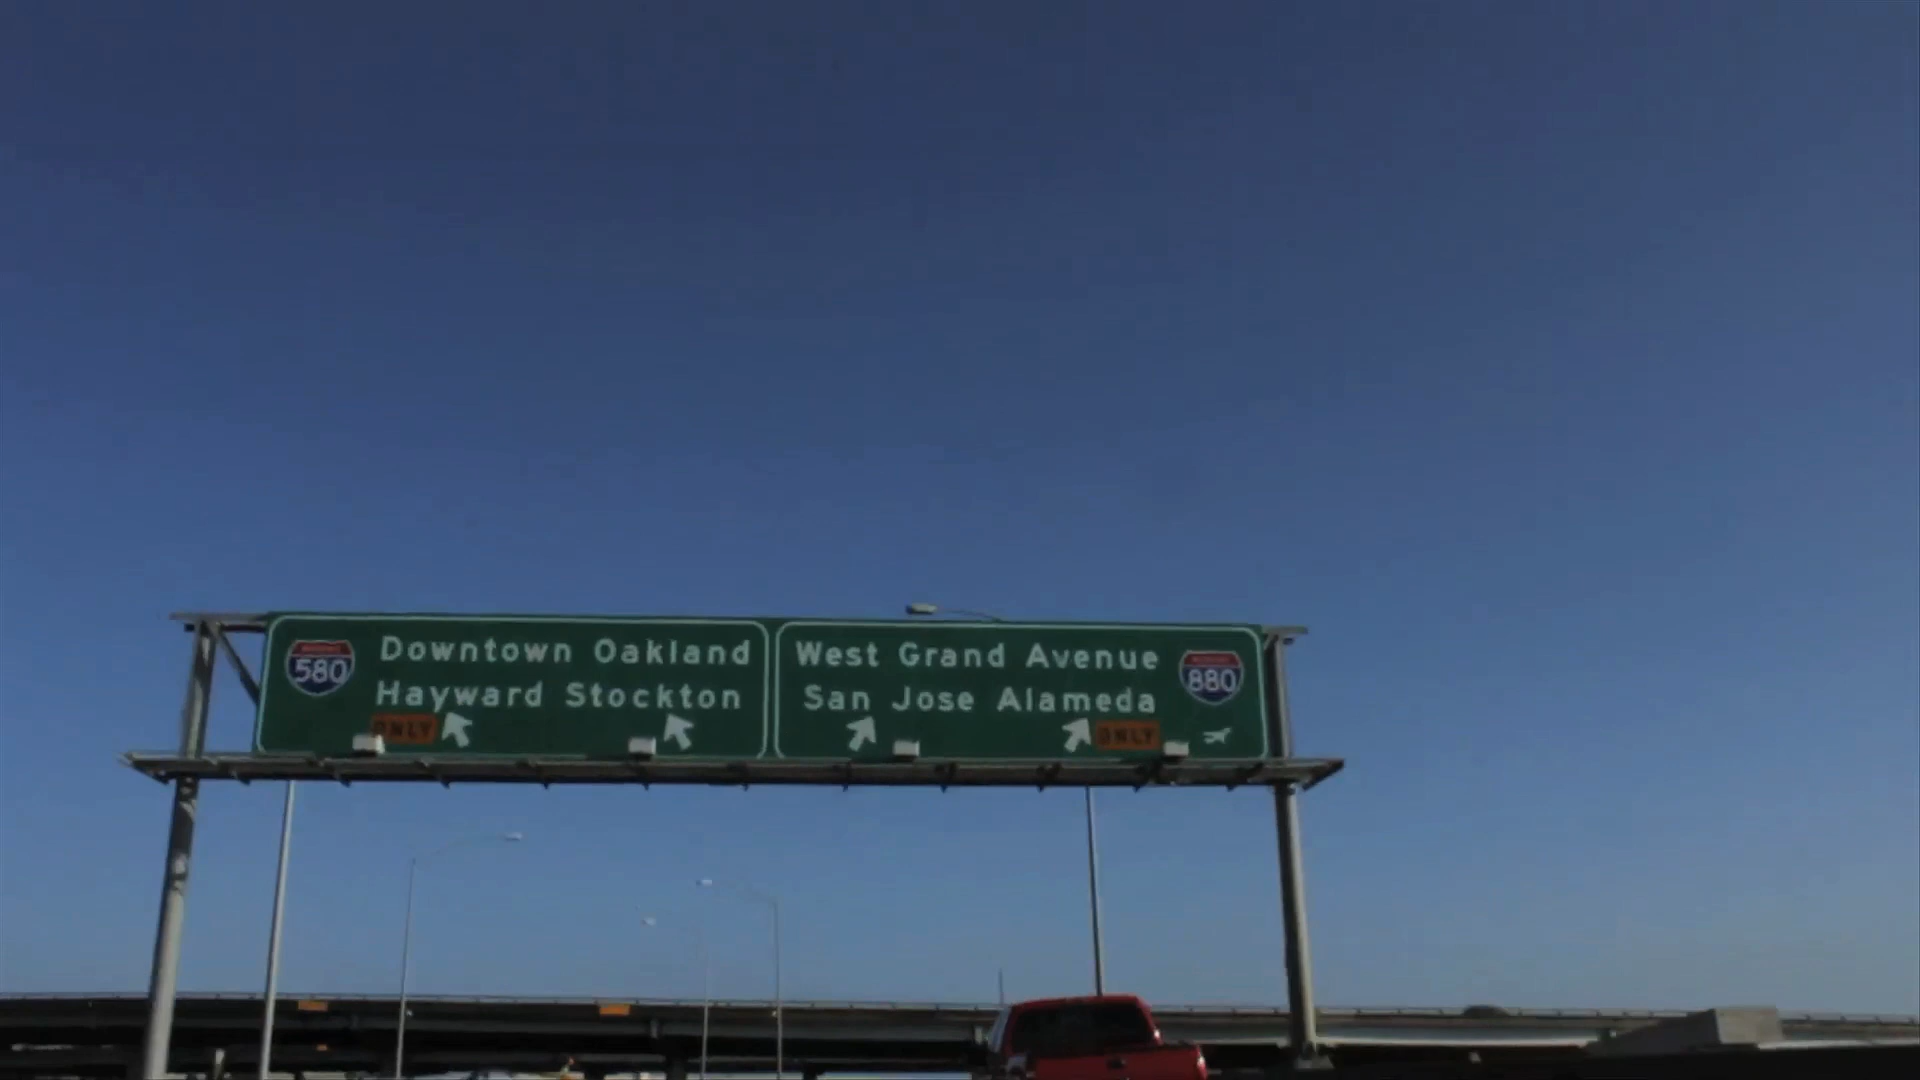 580
Downtown Oakland
Hayward Stockton
ONLY
West Grand Avenue
San Jose Alameda
880
ONLY